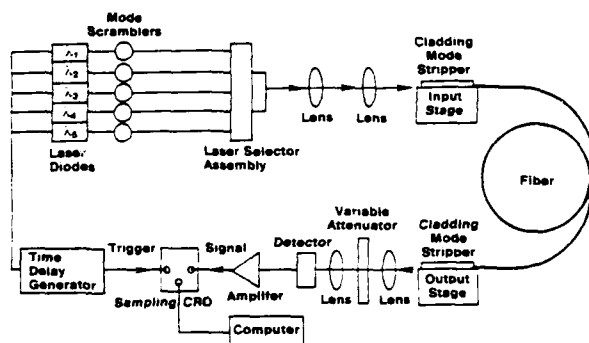 Mode
Scramblers
λ1
λ2
λ3
λ4
λ5
Laser
Diodes
Laser Selector
Assembly
Lens
Lens
Cladding
Mode
Stripper
Input
Stage
Fiber
Cladding
Mode
Stripper
Output
Stage
Variable
Attenuator
Lens
Lens
Detector
Amplifer
Signal
Trigger
Time
Delay
Generator
Sampling CRO
Computer